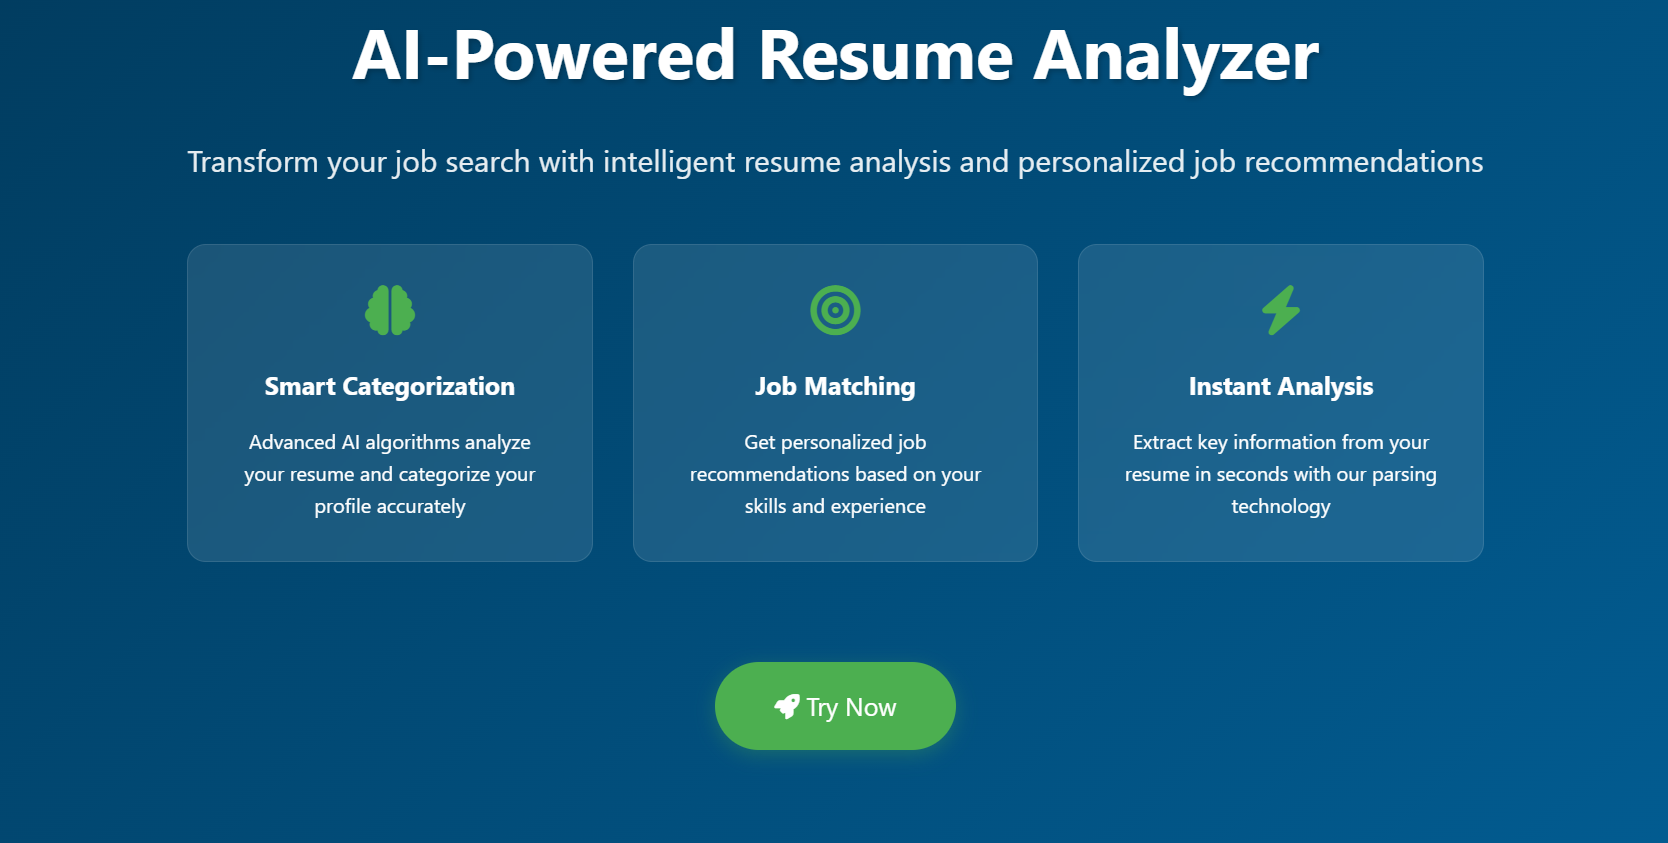 AI-Powered Resume Analyzer
Transform your job search with intelligent resume analysis and personalized job recommendations
Smart Categorization
Advanced AI algorithms analyze
your resume and categorize your
profile accurately
Job Matching
Get personalized job
recommendations based on your
skills and experience
Instant Analysis
Extract key information from your
resume in seconds with our parsing
technology
Try Now